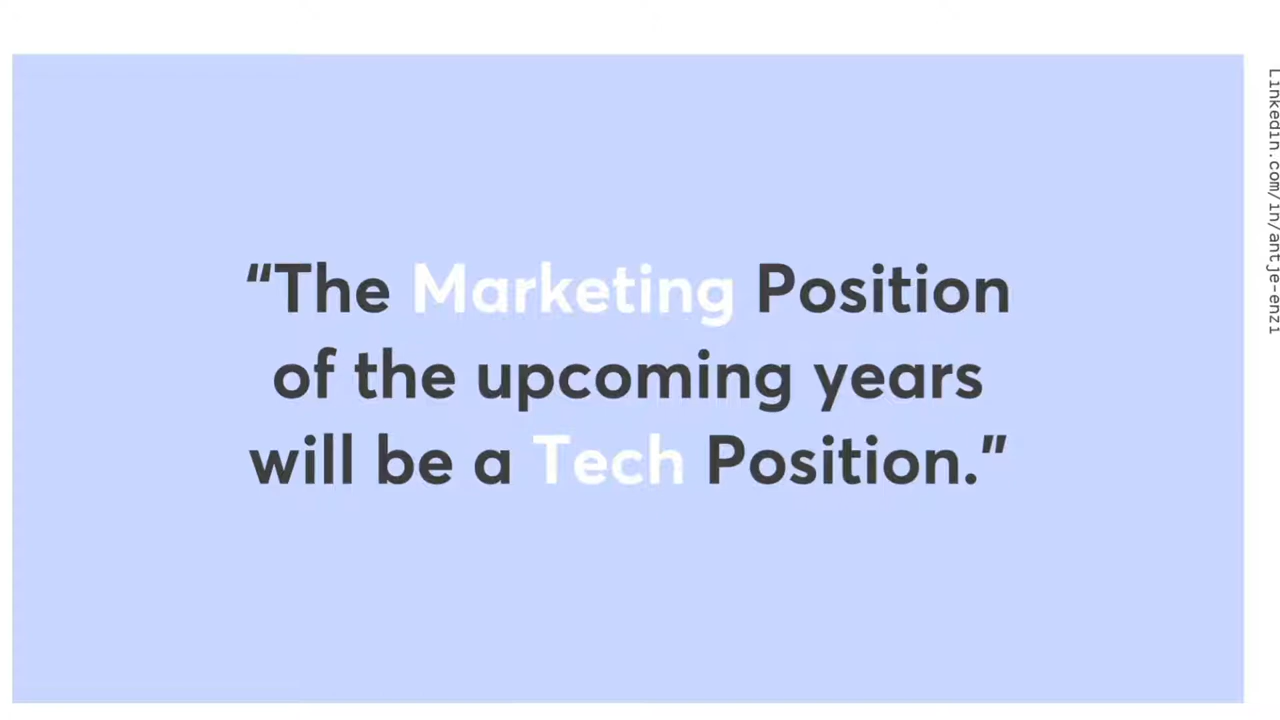 “The Marketing Position
of the upcoming years
will be a Tech Position.”
Linkedin.com/in/antje-enzi